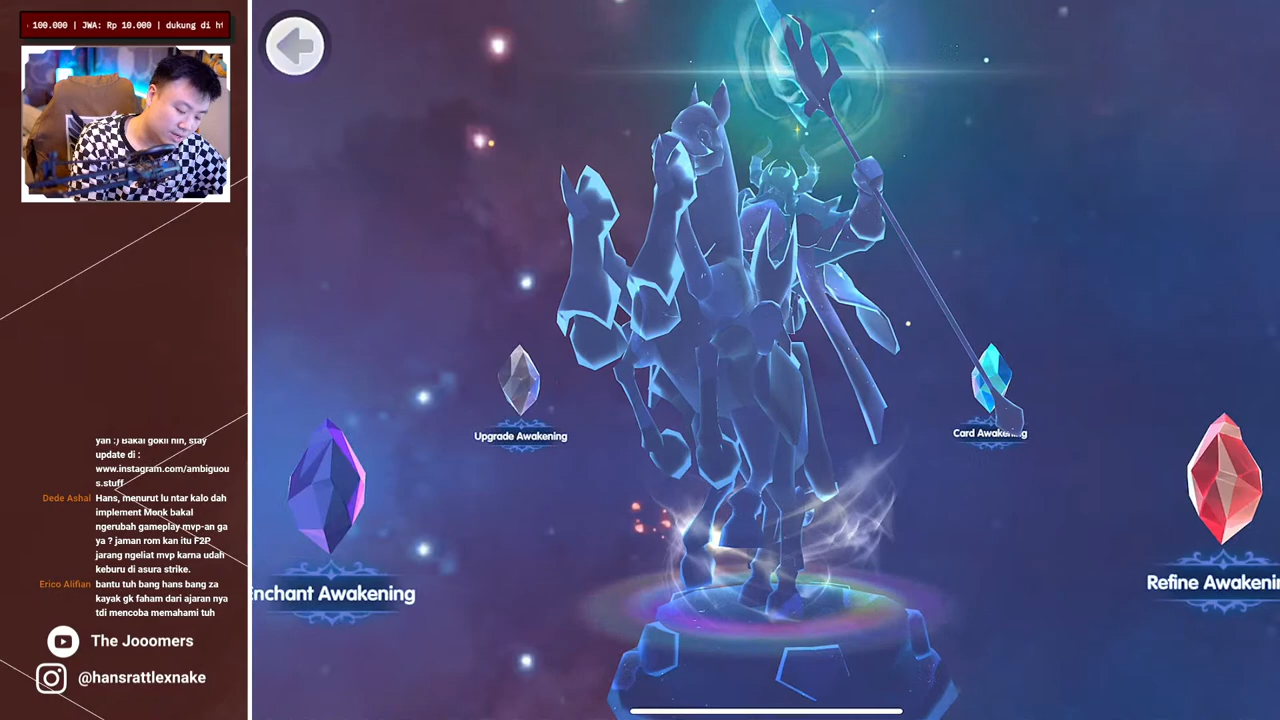 100.000 | JWA: Rp 10.000 | dukung di ht
yan :) Bakal gokil nih, stay
update di :
www.instagram.com/ambiguou
s.stuff
Dede Ashal Hans, menurut lu ntar kalo dah
implement Monk bakal
ngerubah gameplay mvp-an ga
ya ? jaman rom kan itu F2P
jarang ngeliat mvp karna udah
keburu di asura strike.
Erico Alifian bantu tuh bang hans bang za
kayak gk faham dari ajaran nya
tdi mencoba memahami tuh
The Jooomers
@hansrattlexnake
Upgrade Awakening
Card Awakening
Enchant Awakening
Refine Awakenin